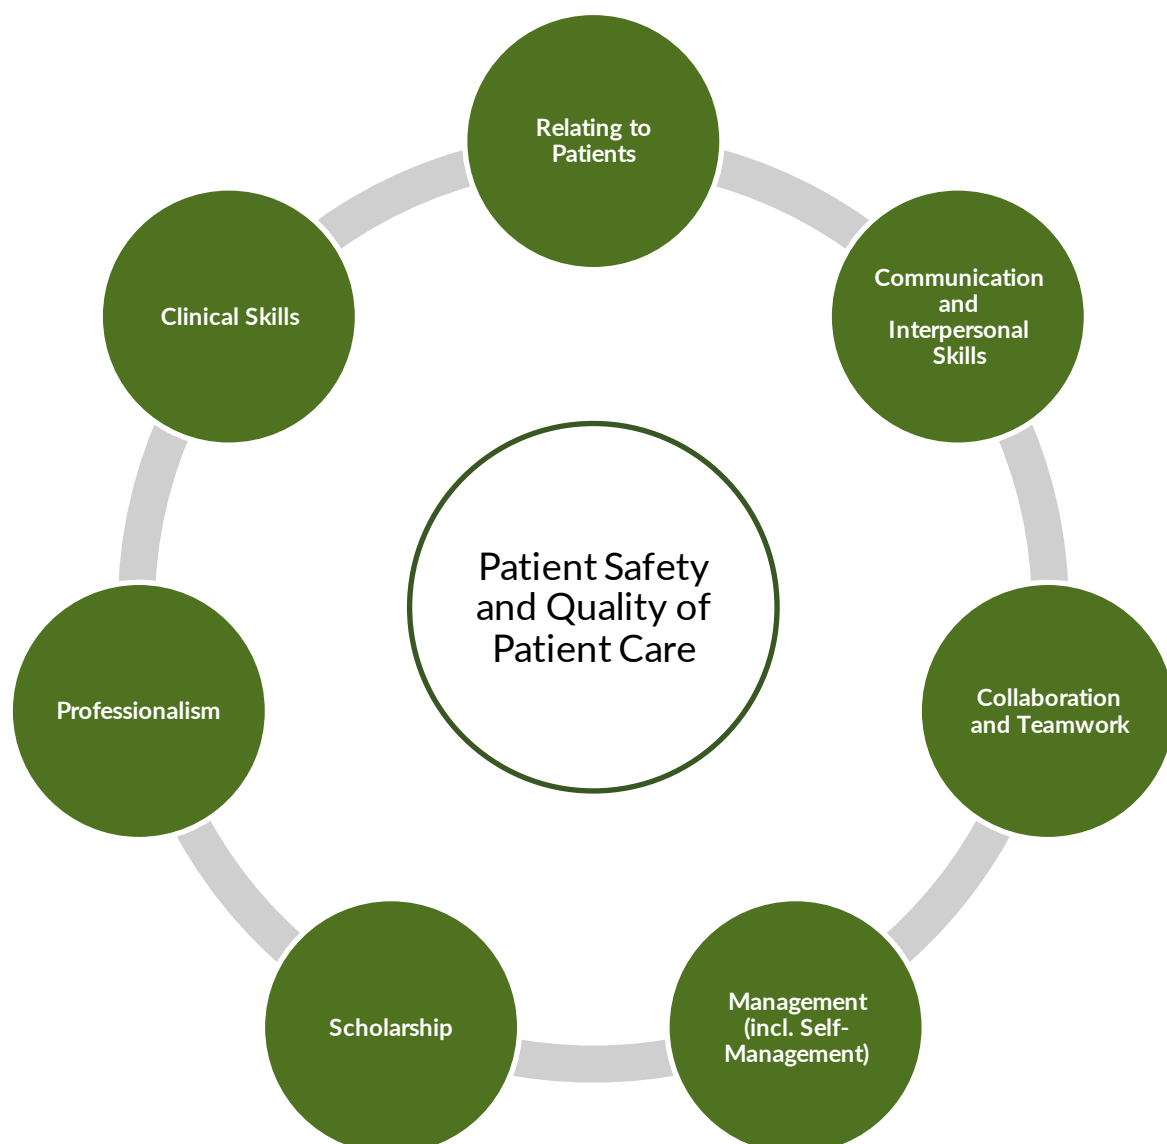 Relating to
Patients
Communication
and
Interpersonal
Skills
Clinical Skills
Patient Safety
and Quality of
Patient Care
Professionalism
Collaboration
and Teamwork
Scholarship
Management
(incl. Self-
Management)